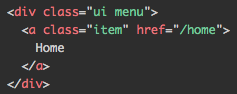 <div class="ui menu">
  <a class="item" href="/home">
    Home
  </a>
</div>